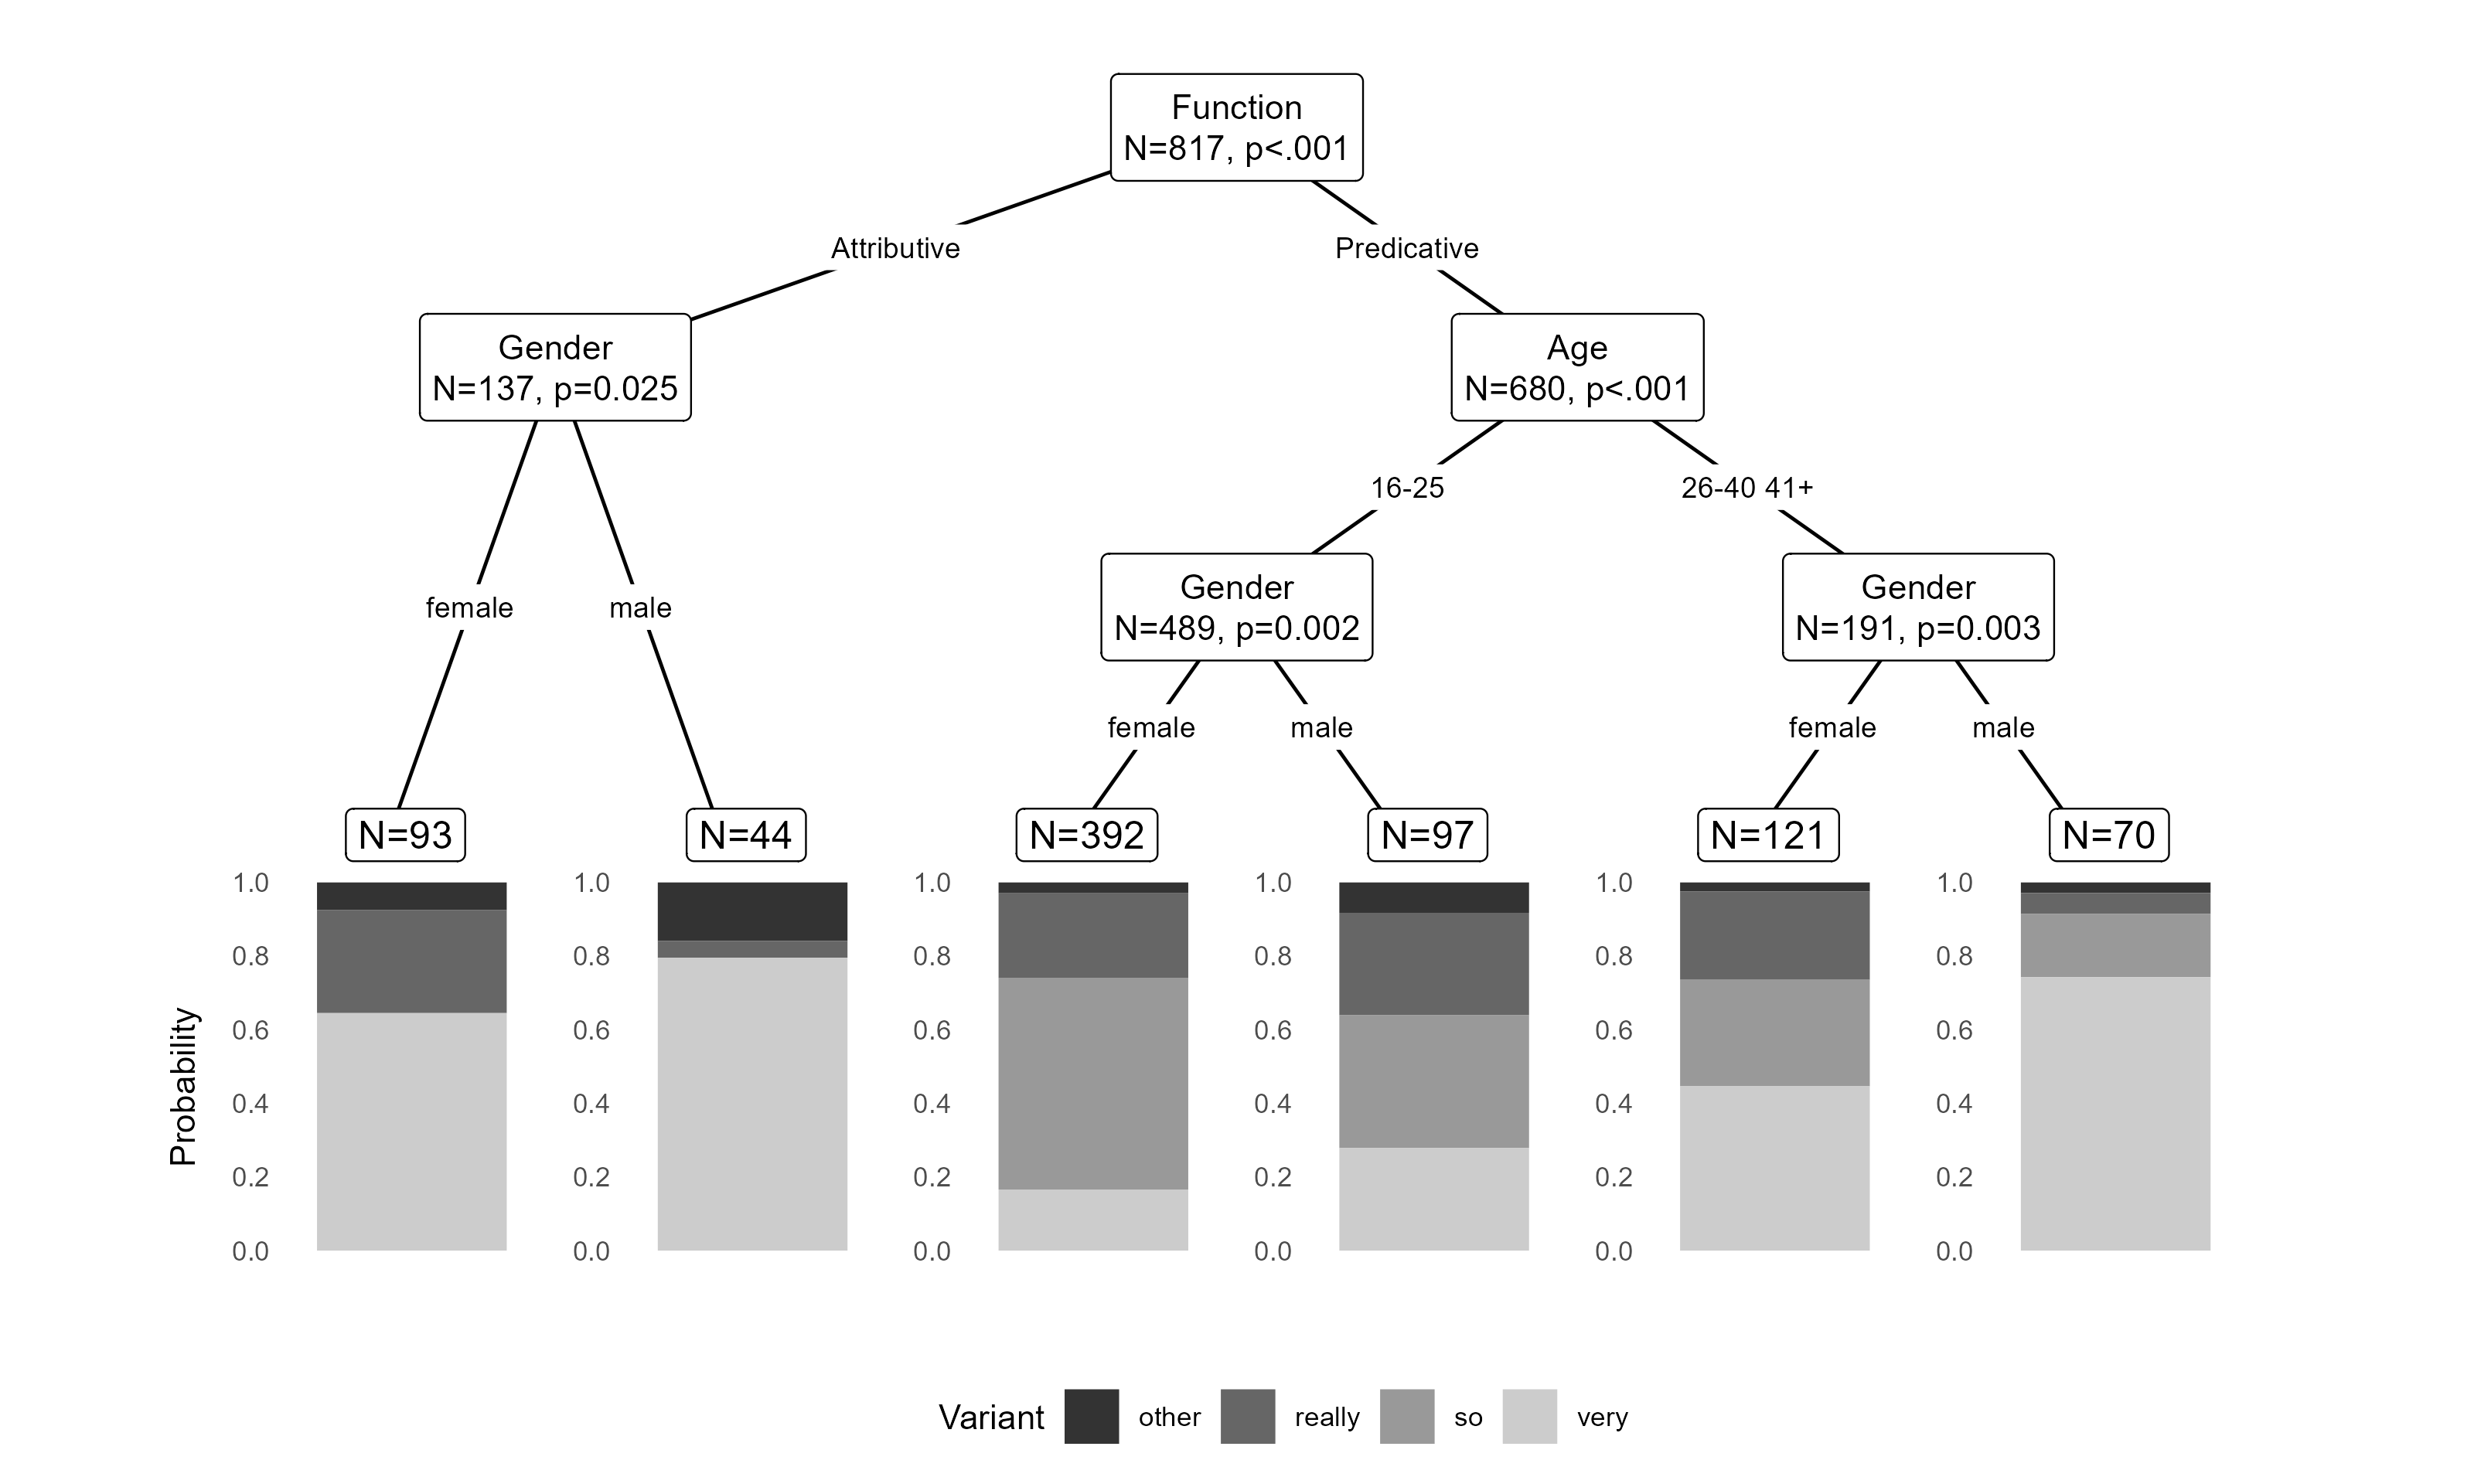 Function
N=817, p<.001
Attributive
Predicative
Gender
N=137, p=0.025
Age
N=680, p<.001
16-25
26-40 41+
Gender
N=489, p=0.002
Gender
N=191, p=0.003
female
male
female
male
female
male
N=93
N=44
N=392
N=97
N=121
N=70
Probability
1.0
0.8
0.6
0.4
0.2
0.0
1.0
0.8
0.6
0.4
0.2
0.0
1.0
0.8
0.6
0.4
0.2
0.0
1.0
0.8
0.6
0.4
0.2
0.0
1.0
0.8
0.6
0.4
0.2
0.0
1.0
0.8
0.6
0.4
0.2
0.0
Variant other really so very